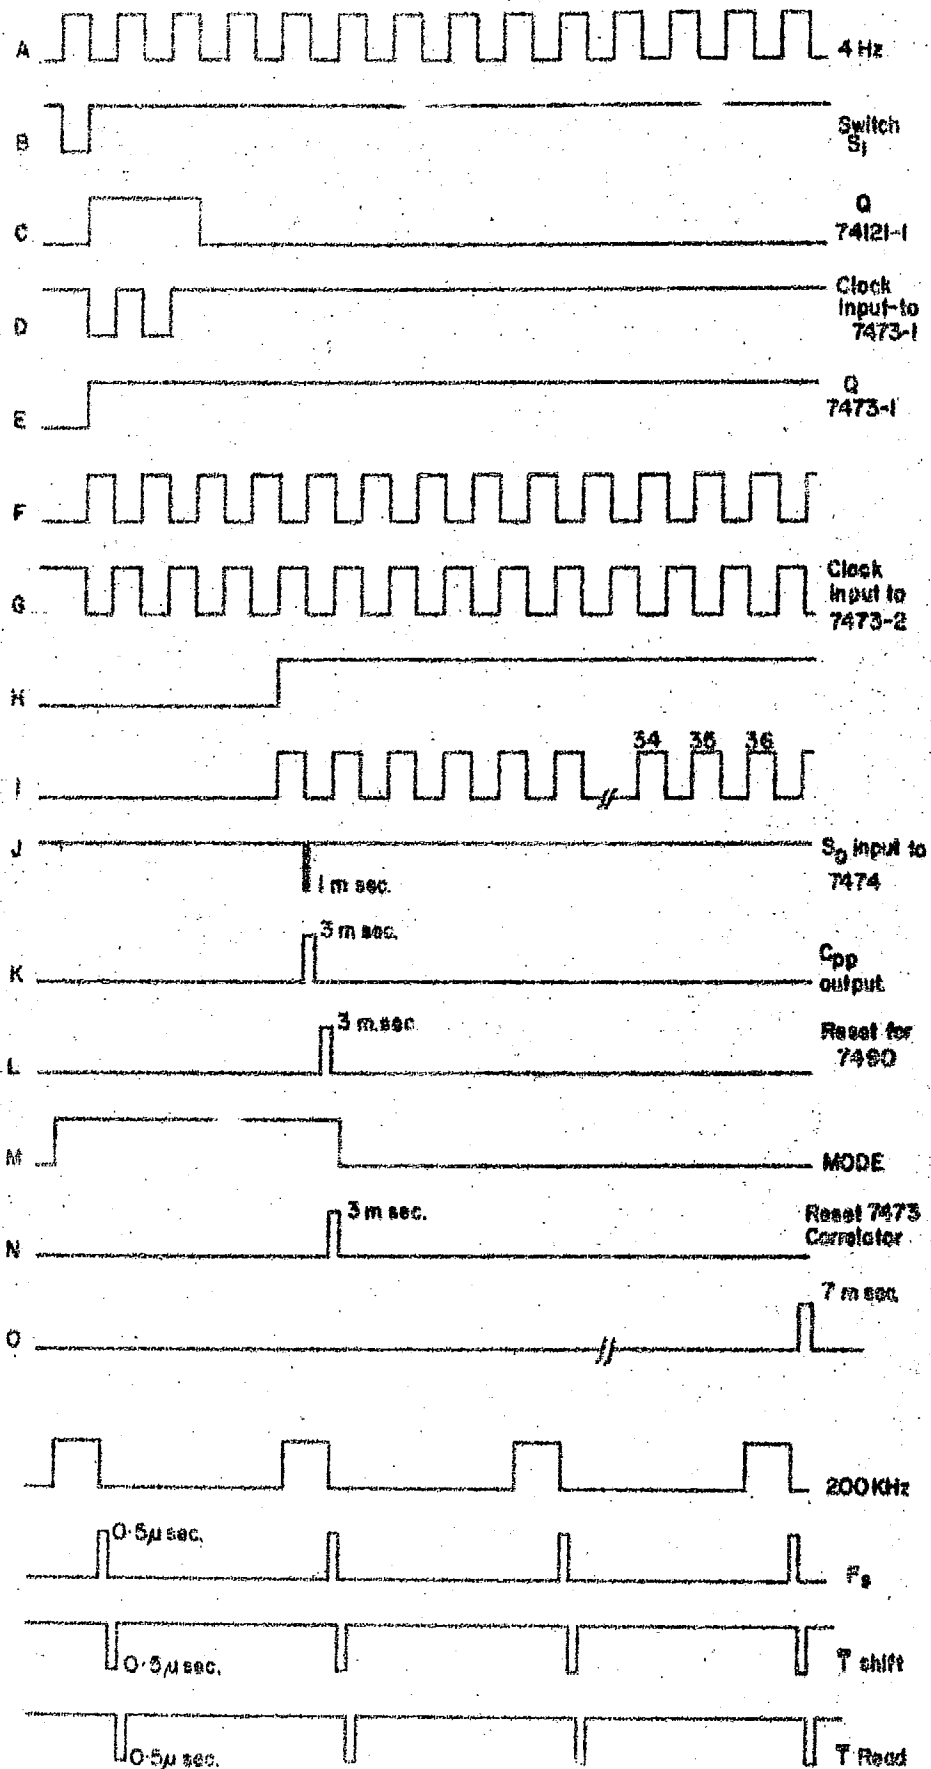 A 4 Hz
B Switch S1
C Q 74121-1
D Clock Input-to 7473-1
E Q 7473-1
F
G Clock Input to 7473-2
H
I 34 35 36
J 1 m sec. SD input to 7474
K 3 m sec. Cpp output
L 3 m.sec. Reset for 7490
M MODE
N 3 m sec. Reset 7473 Correlator
O 7 m sec.
200 KHz
0·5μ sec. Fs
0·5μ sec. T̅ shift
0·5μ sec. T̅ Read